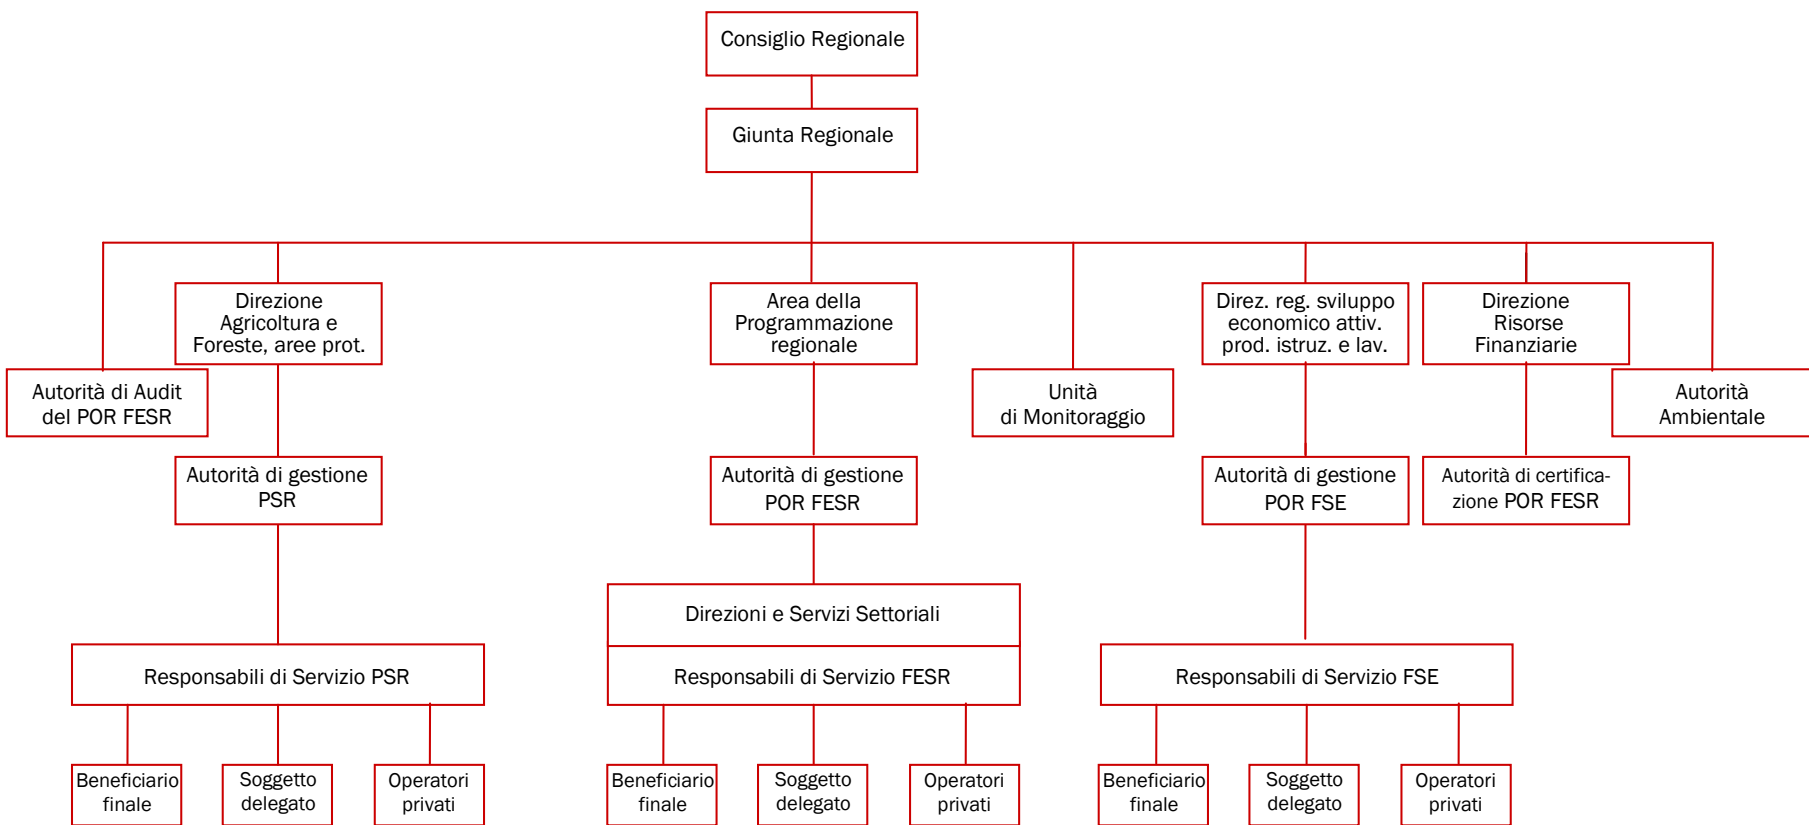 Consiglio Regionale
Giunta Regionale
Direzione
Agricoltura e
Foreste, aree prot.
Area della
Programmazione
regionale
Direz. reg. sviluppo
economico attiv.
prod. istruz. e lav.
Direzione
Risorse
Finanziarie
Autorità di Audit
del POR FESR
Unità
di Monitoraggio
Autorità
Ambientale
Autorità di gestione
PSR
Autorità di gestione
POR FESR
Autorità di gestione
POR FSE
Autorità di certifica-
zione POR FESR
Direzioni e Servizi Settoriali
Responsabili di Servizio PSR
Responsabili di Servizio FESR
Responsabili di Servizio FSE
Beneficiario
finale
Soggetto
delegato
Operatori
privati
Beneficiario
finale
Soggetto
delegato
Operatori
privati
Beneficiario
finale
Soggetto
delegato
Operatori
privati